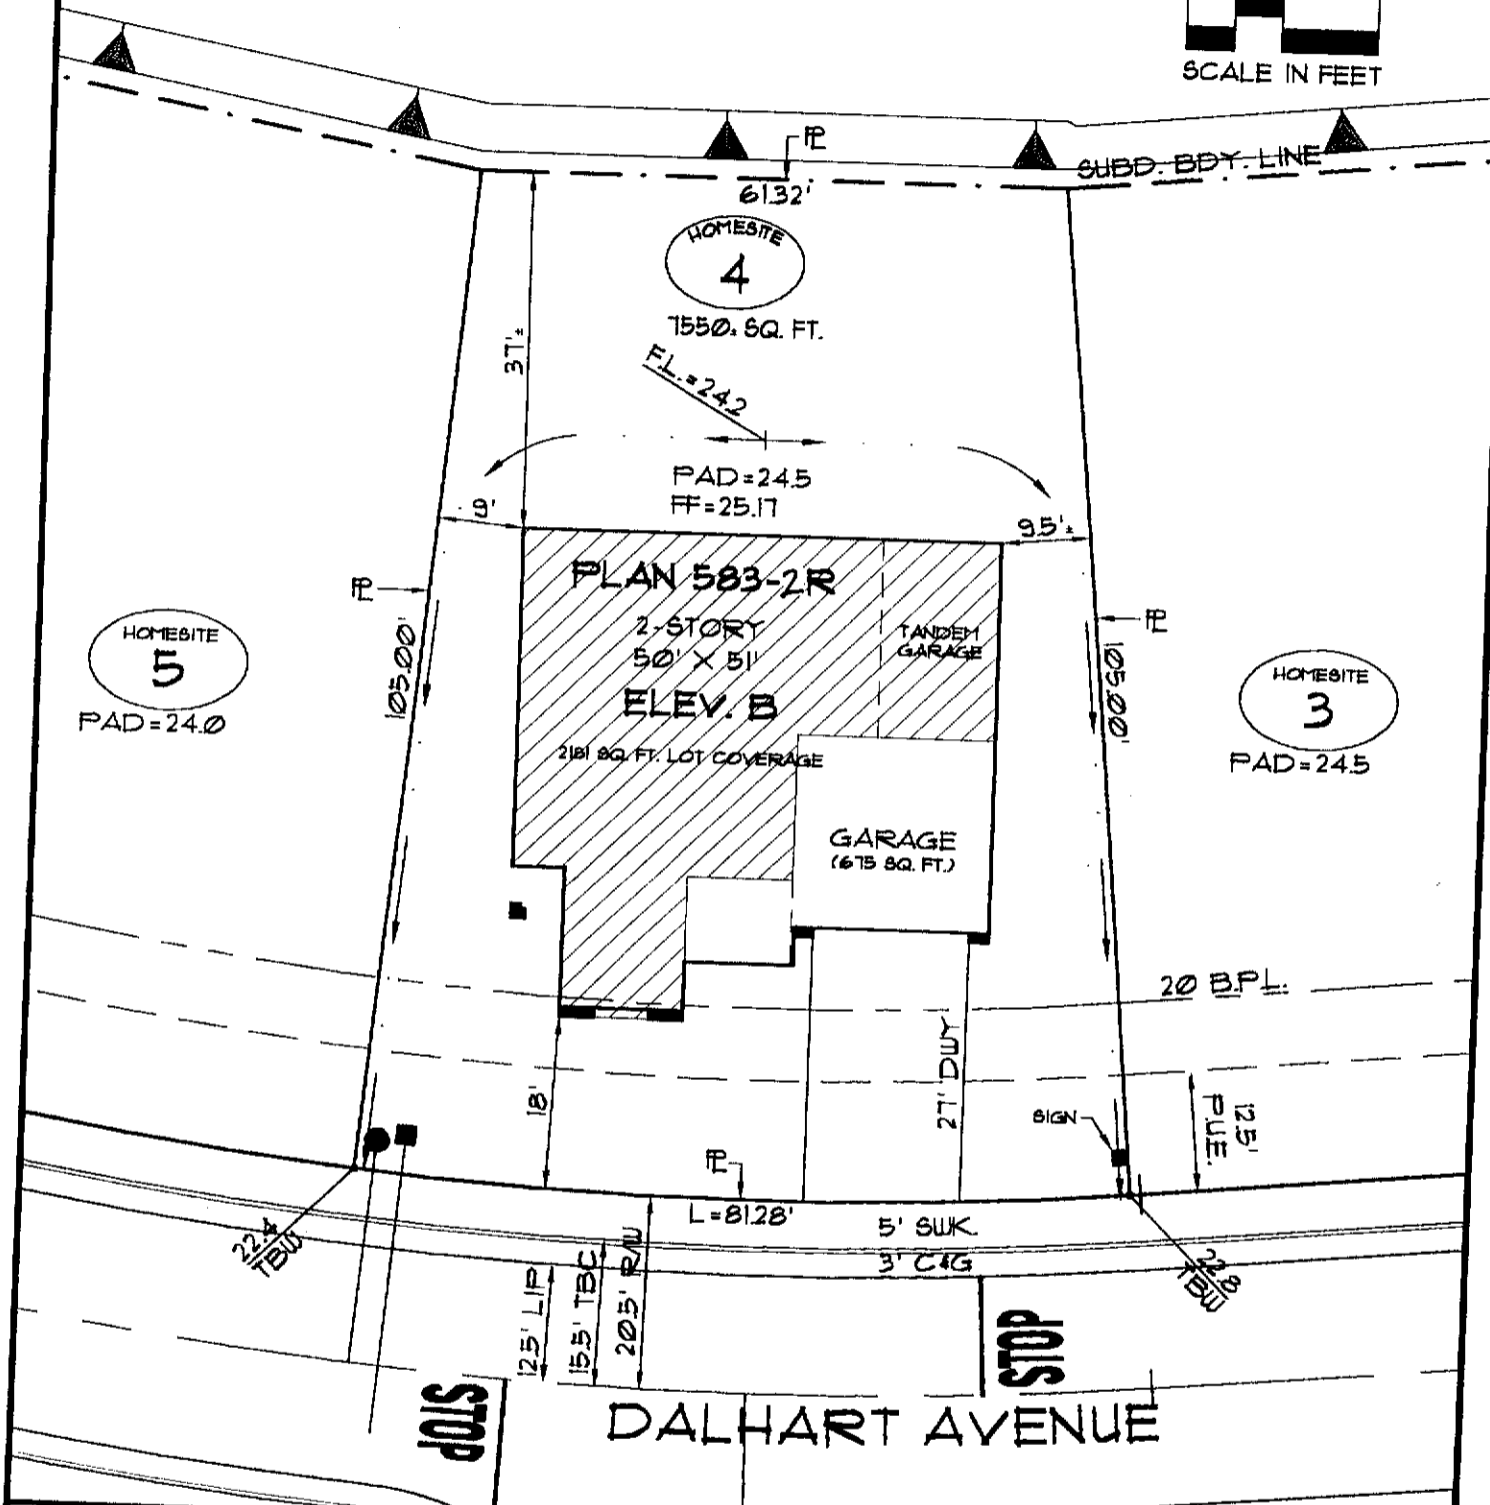 SCALE IN FEET
PL
SUBD. BDY. LINE
61.32'
HOMESITE
4
7550± SQ. FT.
37'±
F.L.=24.2
PAD=24.5
FF=25.17
9'
9.5'±
PLAN 583-2R
2-STORY
50' X 51'
ELEV. B
2181 SQ. FT. LOT COVERAGE
TANDEM
GARAGE
GARAGE
(675 SQ. FT.)
PL
105.00'
PL
105.00'
HOMESITE
5
PAD=24.0
HOMESITE
3
PAD=24.5
20 B.P.L.
18'
27' DWY
SIGN
12.5'
P.U.E.
PL
L=81.28'
5' SWK.
3' C&G
22.4
TBW
22.8
TBW
12.5' LIP
15.5' TBC
20.5' R/W
STOP
STOP
DALHART AVENUE